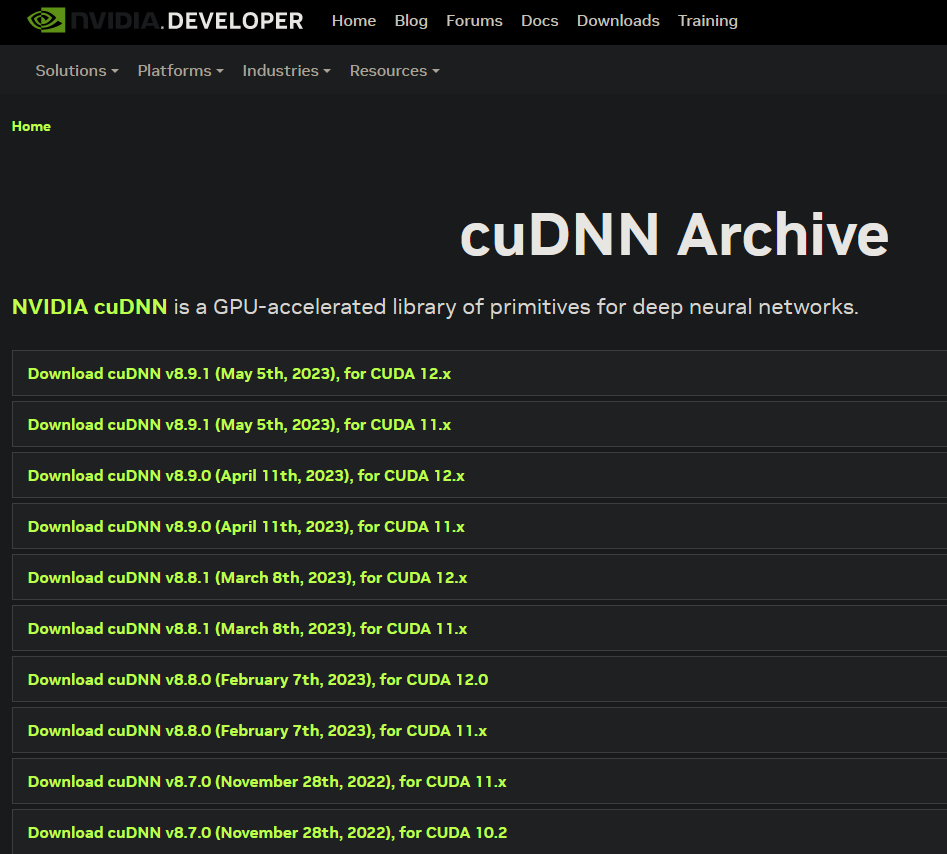 NVIDIA.DEVELOPER Home Blog Forums Docs Downloads Training
Solutions Platforms Industries Resources
Home
cuDNN Archive
NVIDIA cuDNN is a GPU-accelerated library of primitives for deep neural networks.
Download cuDNN v8.9.1 (May 5th, 2023), for CUDA 12.x
Download cuDNN v8.9.1 (May 5th, 2023), for CUDA 11.x
Download cuDNN v8.9.0 (April 11th, 2023), for CUDA 12.x
Download cuDNN v8.9.0 (April 11th, 2023), for CUDA 11.x
Download cuDNN v8.8.1 (March 8th, 2023), for CUDA 12.x
Download cuDNN v8.8.1 (March 8th, 2023), for CUDA 11.x
Download cuDNN v8.8.0 (February 7th, 2023), for CUDA 12.0
Download cuDNN v8.8.0 (February 7th, 2023), for CUDA 11.x
Download cuDNN v8.7.0 (November 28th, 2022), for CUDA 11.x
Download cuDNN v8.7.0 (November 28th, 2022), for CUDA 10.2